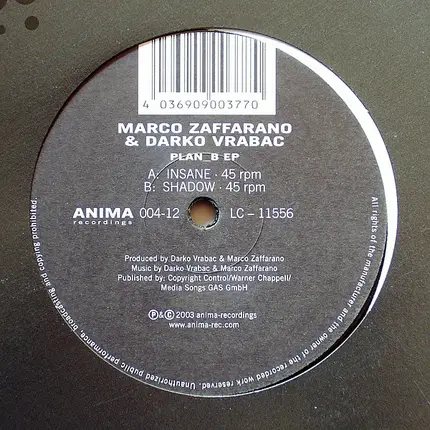 4 036909 003770
MARCO ZAFFARANO
& DARKO VRABAC
PLAN_B EP
A: INSANE · 45 rpm
B: SHADOW · 45 rpm
ANIMA 004-12 LC – 11556
recordings
Produced by Darko Vrabac & Marco Zaffarano
Music by Darko Vrabac & Marco Zaffarano
Published by: Copyright Control/Warner Chappell/
Media Songs GAS GmbH
℗&© 2003 anima-recordings
www.anima-rec.com
All rights of the manufacturer and the owner of the recorded work reserved. Unauthorized public performance, broadcasting and copying prohibited.